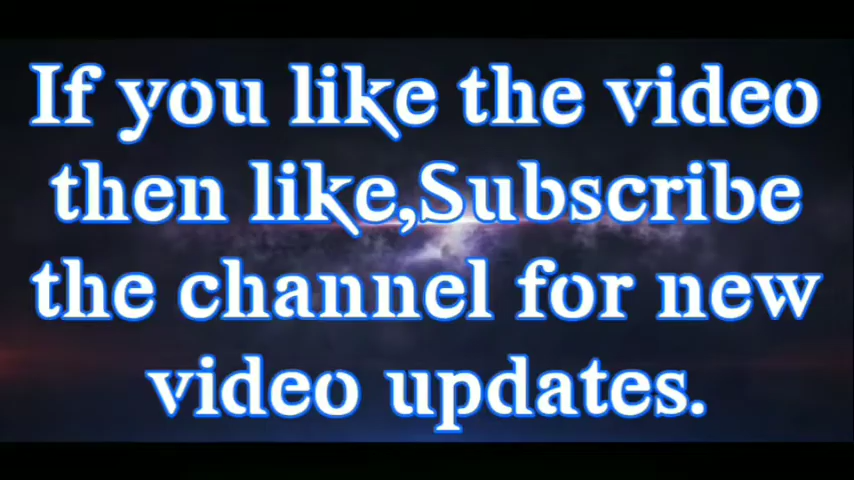 If you like the video
then like,Subscribe
the channel for new
video updates.